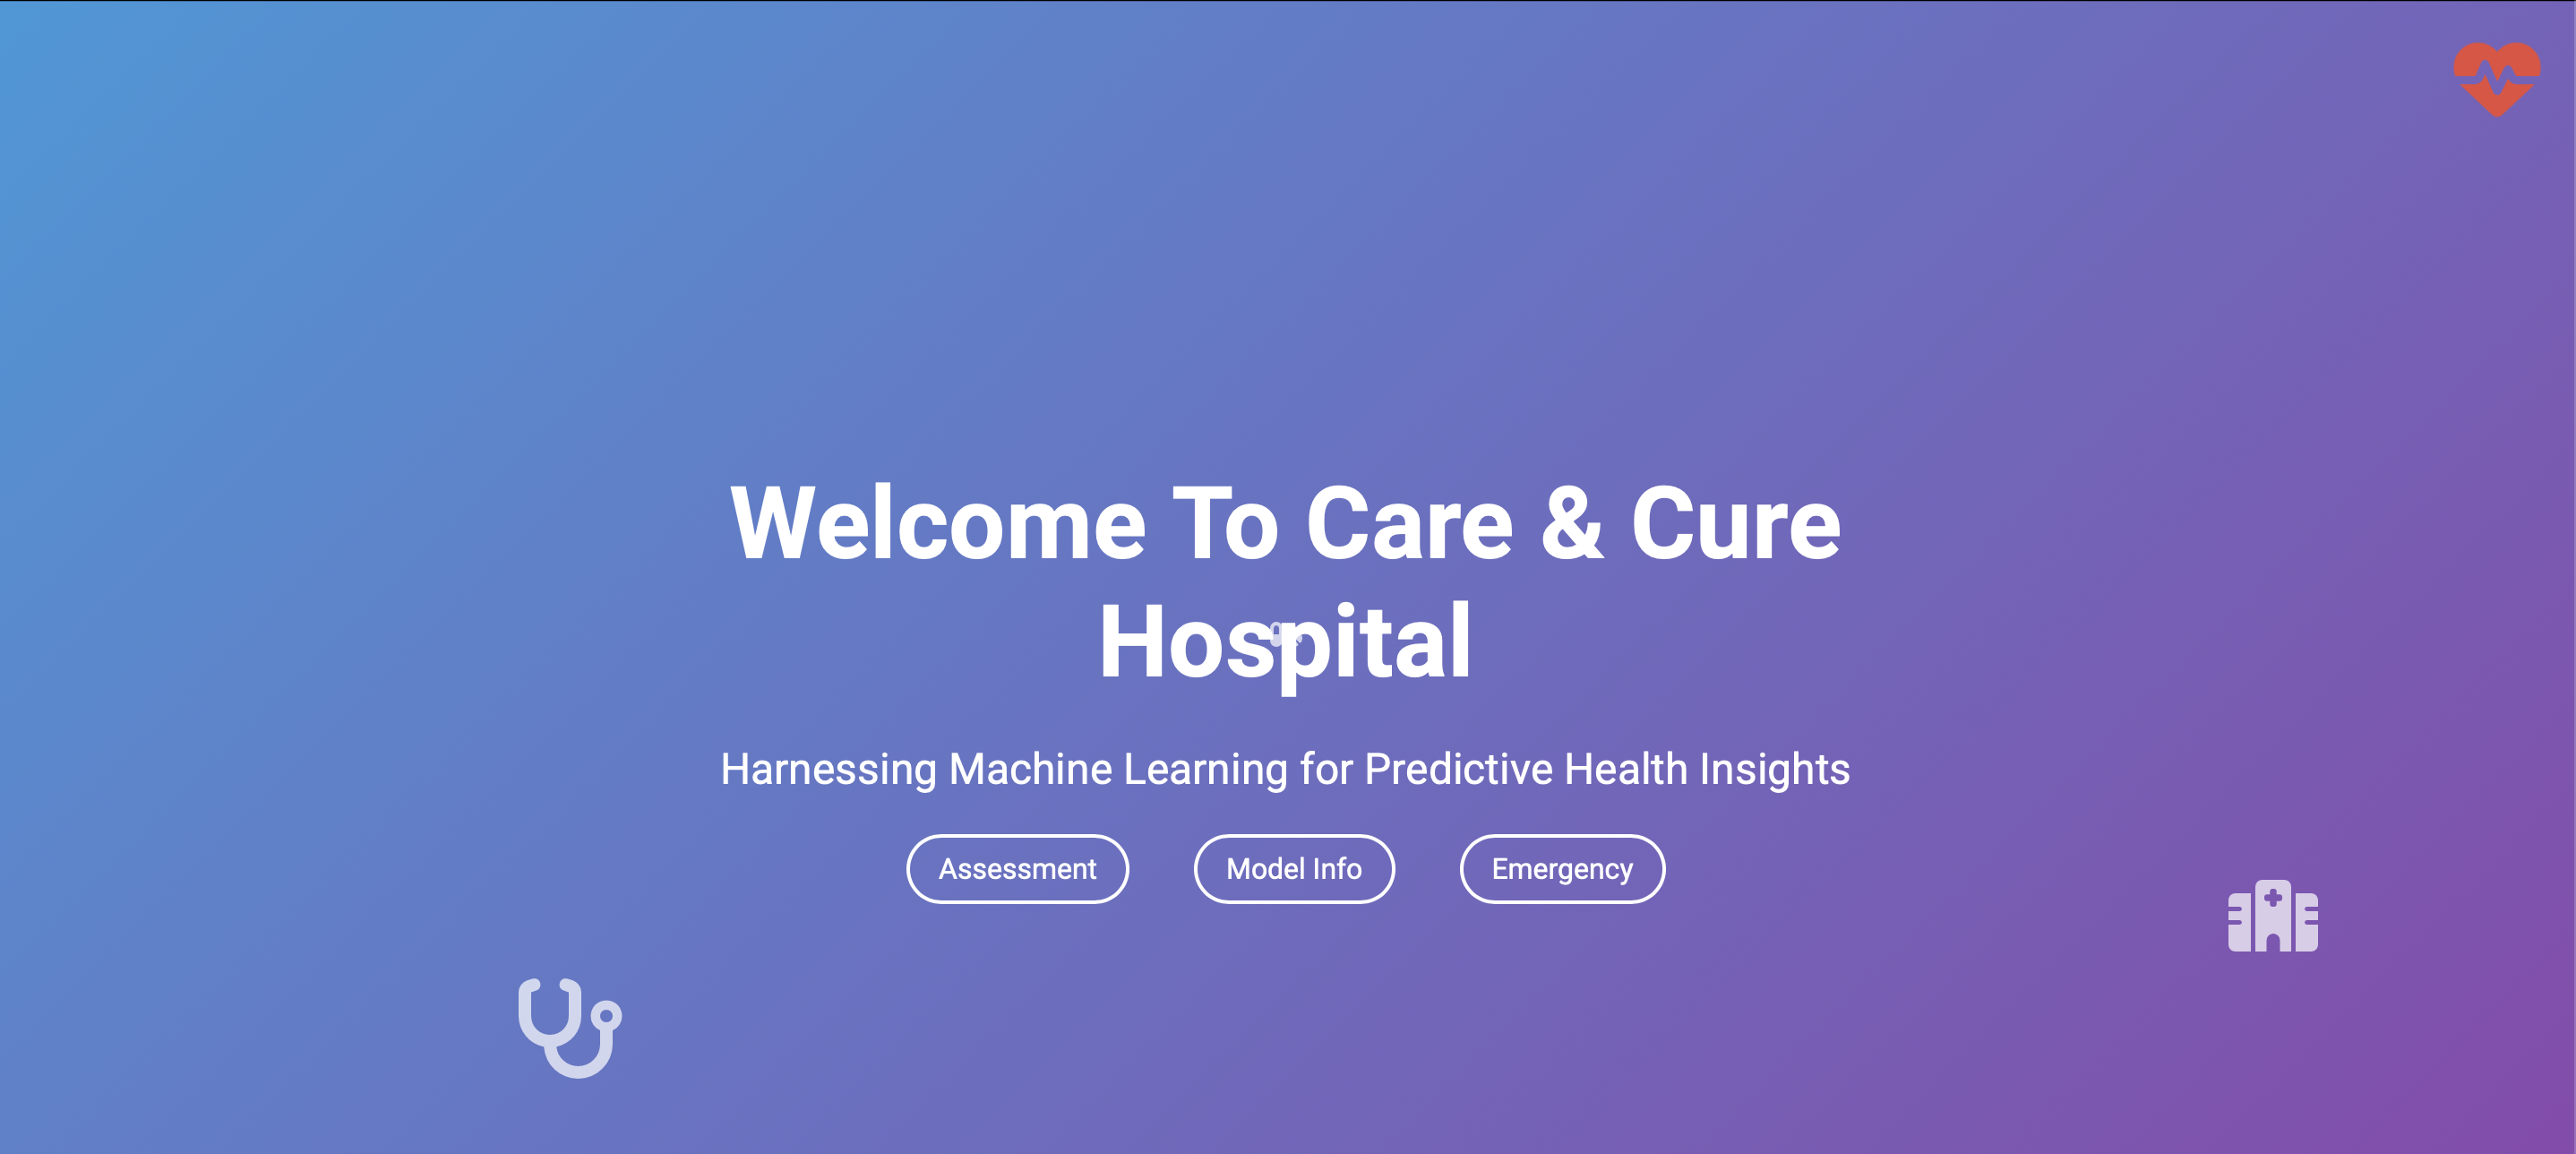 Welcome To Care & Cure
Hospital
Harnessing Machine Learning for Predictive Health Insights
Assessment
Model Info
Emergency